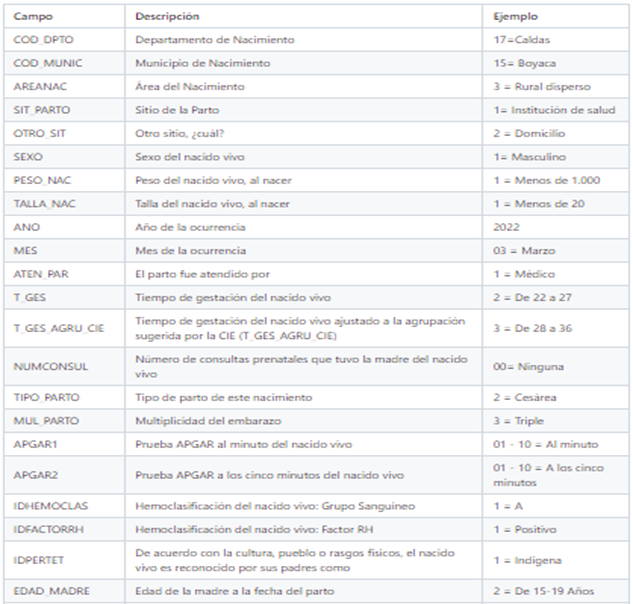 Campo Descripción Ejemplo
COD_DPTO Departamento de Nacimiento 17=Caldas
COD_MUNIC Municipio de Nacimiento 15= Boyaca
AREANAC Área del Nacimiento 3 = Rural disperso
SIT_PARTO Sitio de la Parto 1= Institución de salud
OTRO_SIT Otro sitio, ¿cuál? 2 = Domicilio
SEXO Sexo del nacido vivo 1= Masculino
PESO_NAC Peso del nacido vivo, al nacer 1 = Menos de 1.000
TALLA_NAC Talla del nacido vivo, al nacer 1 = Menos de 20
ANO Año de la ocurrencia 2022
MES Mes de la ocurrencia 03 = Marzo
ATEN_PAR El parto fue atendido por 1 = Médico
T_GES Tiempo de gestación del nacido vivo 2 = De 22 a 27
T_GES_AGRU_CIE Tiempo de gestación del nacido vivo ajustado a la agrupación
sugerida por la CIE (T_GES_AGRU_CIE) 3 = De 28 a 36
NUMCONSUL Número de consultas prenatales que tuvo la madre del nacido
vivo 00= Ninguna
TIPO_PARTO Tipo de parto de este nacimiento 2 = Cesárea
MUL_PARTO Multiplicidad del embarazo 3 = Triple
APGAR1 Prueba APGAR al minuto del nacido vivo 01 - 10 = Al minuto
APGAR2 Prueba APGAR a los cinco minutos del nacido vivo 01 - 10 = A los cinco
minutos
IDHEMOCLAS Hemoclasificación del nacido vivo: Grupo Sanguineo 1 = A
IDFACTORRH Hemoclasificación del nacido vivo: Factor RH 1 = Positivo
IDPERTET De acuerdo con la cultura, pueblo o rasgos físicos, el nacido
vivo es reconocido por sus padres como 1 = Indigena
EDAD_MADRE Edad de la madre a la fecha del parto 2 = De 15-19 Años